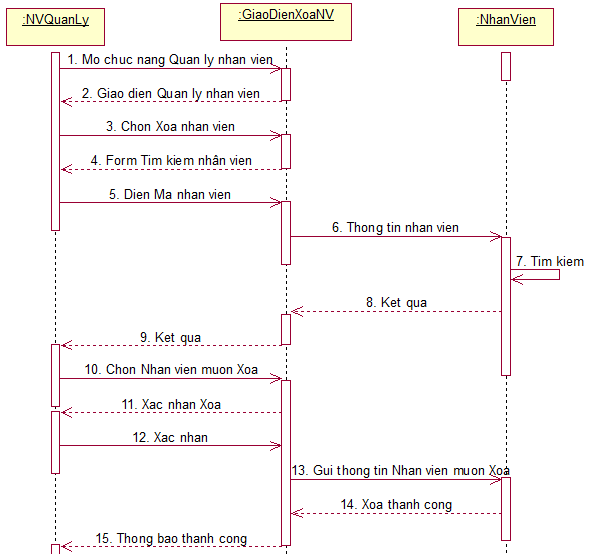 :NVQuanLy
:GiaoDienXoaNV
:NhanVien
1. Mo chuc nang Quan ly nhan vien
2. Giao dien Quan ly nhan vien
3. Chon Xoa nhan vien
4. Form Tim kiem nhân viên
5. Dien Ma nhan vien
6. Thong tin nhan vien
7. Tim kiem
8. Ket qua
9. Ket qua
10. Chon Nhan vien muon Xoa
11. Xac nhan Xoa
12. Xac nhan
13. Gui thong tin Nhan vien muon Xoa
14. Xoa thanh cong
15. Thong bao thanh cong